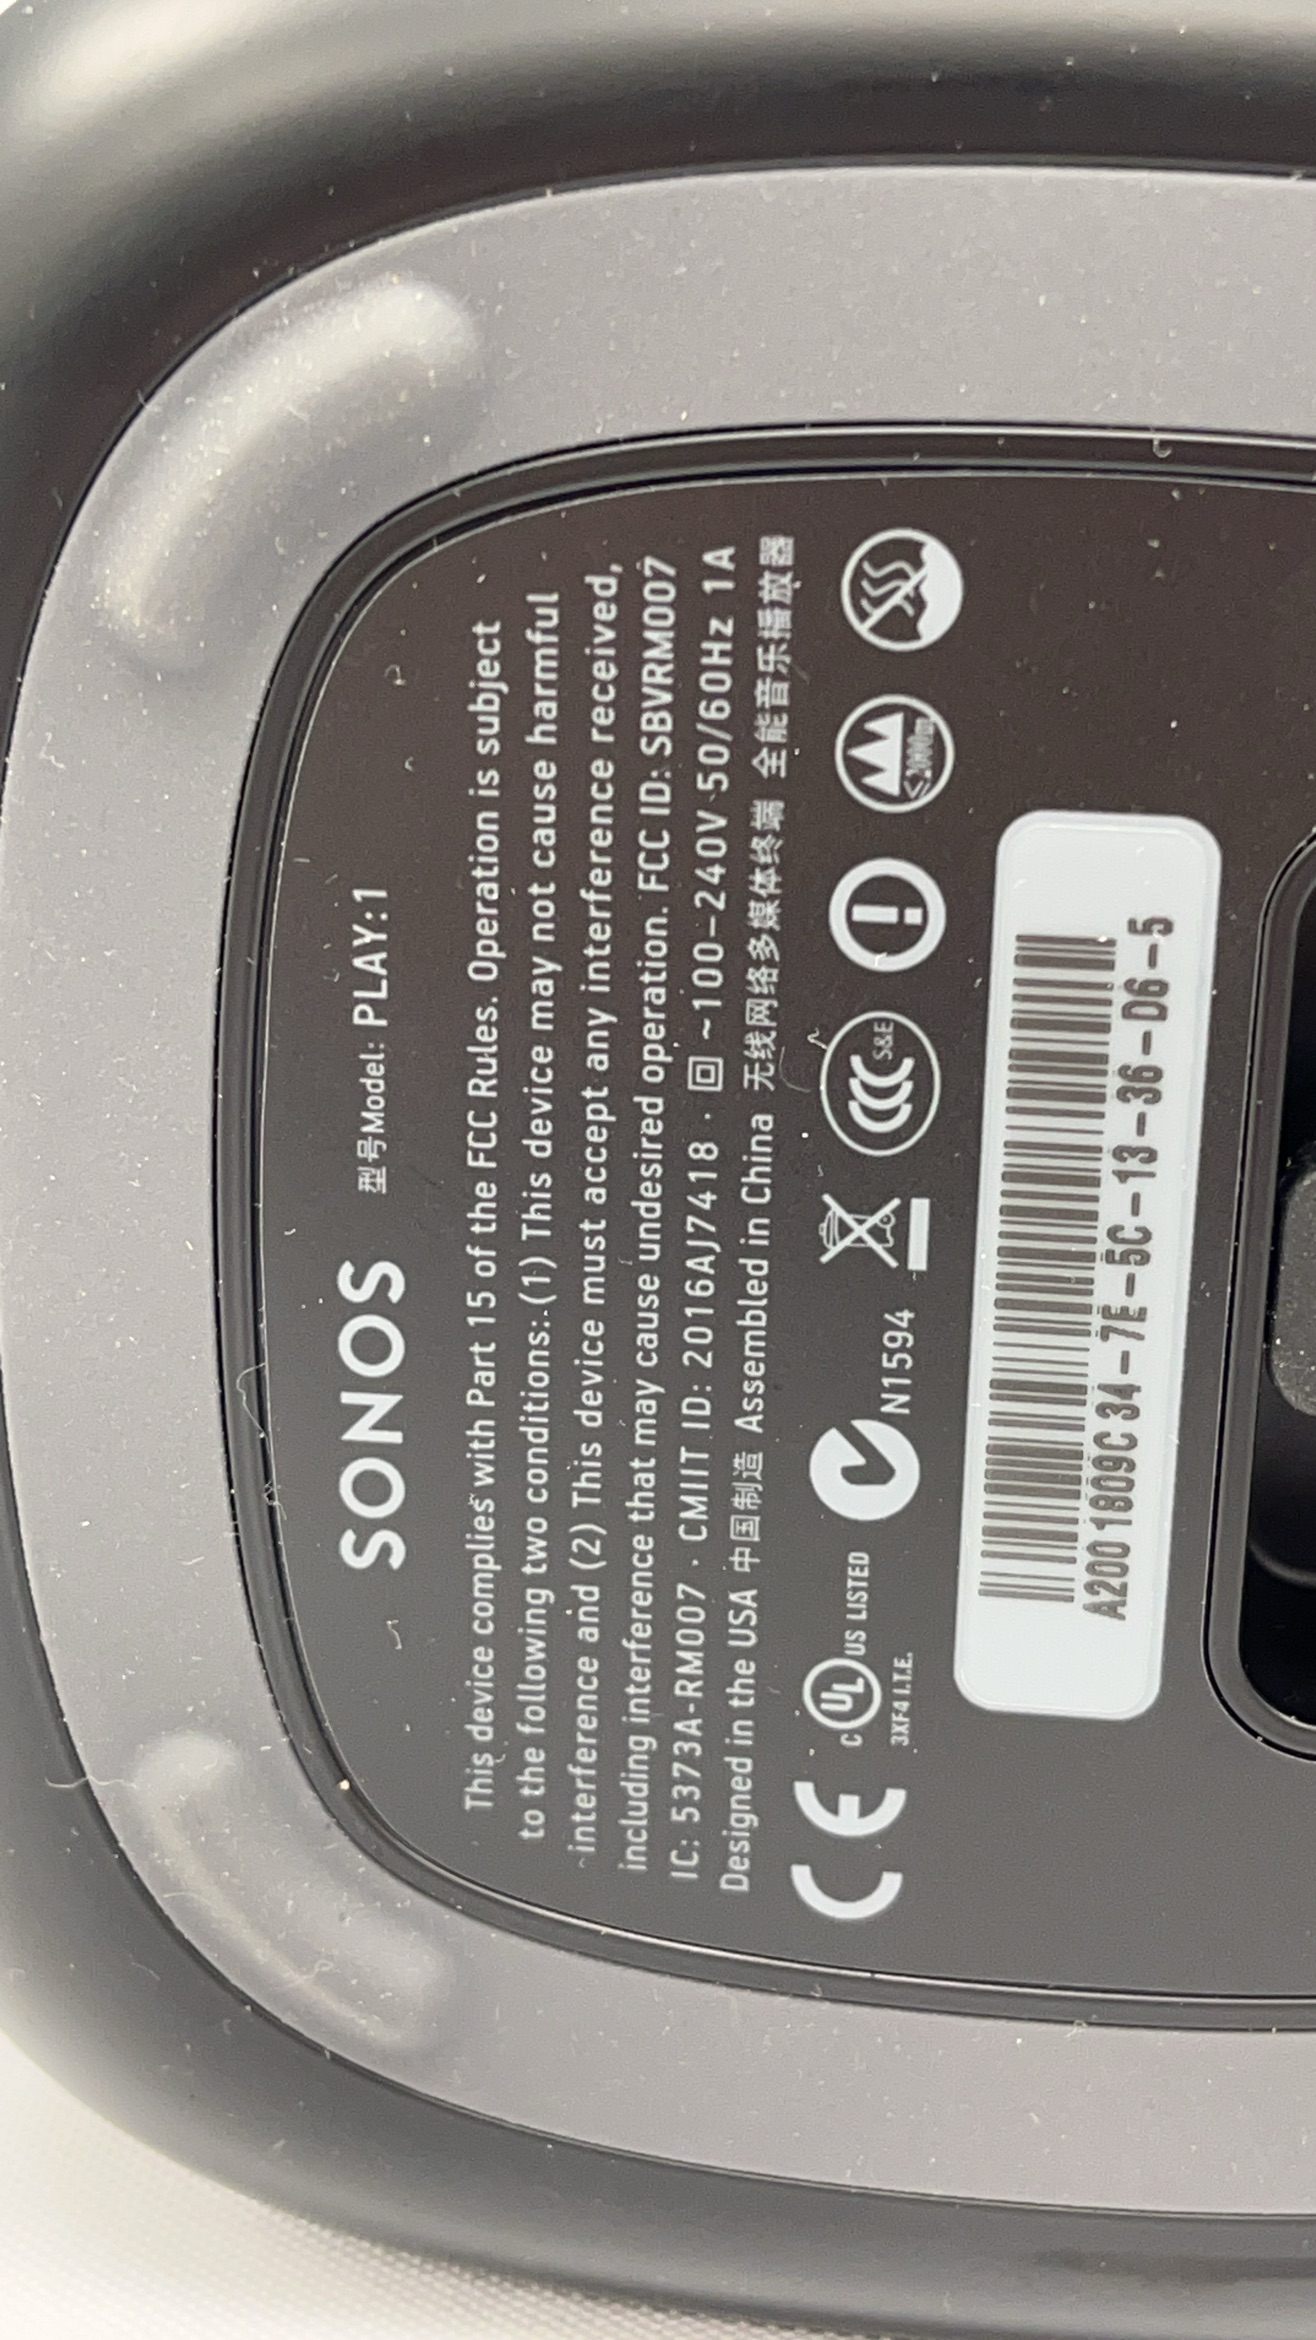 SONOS 型号Model: PLAY:1
This device complies with Part 15 of the FCC Rules. Operation is subject
to the following two conditions: (1) This device may not cause harmful
interference and (2) This device must accept any interference received,
including interference that may cause undesired operation. FCC ID: SBVRM007
IC: 5373A-RM007 · CMIIT ID: 2016AJ7418 · ~100-240V 50/60Hz 1A
Designed in the USA 中国制造 Assembled in China 无线网络多媒体终端 全能音乐播放器
CE C UL US LISTED N1594 CCC S&E <2000m
3XF4 I.T.E.
A200 1809C 34-7E-5C-13-36-D6-5